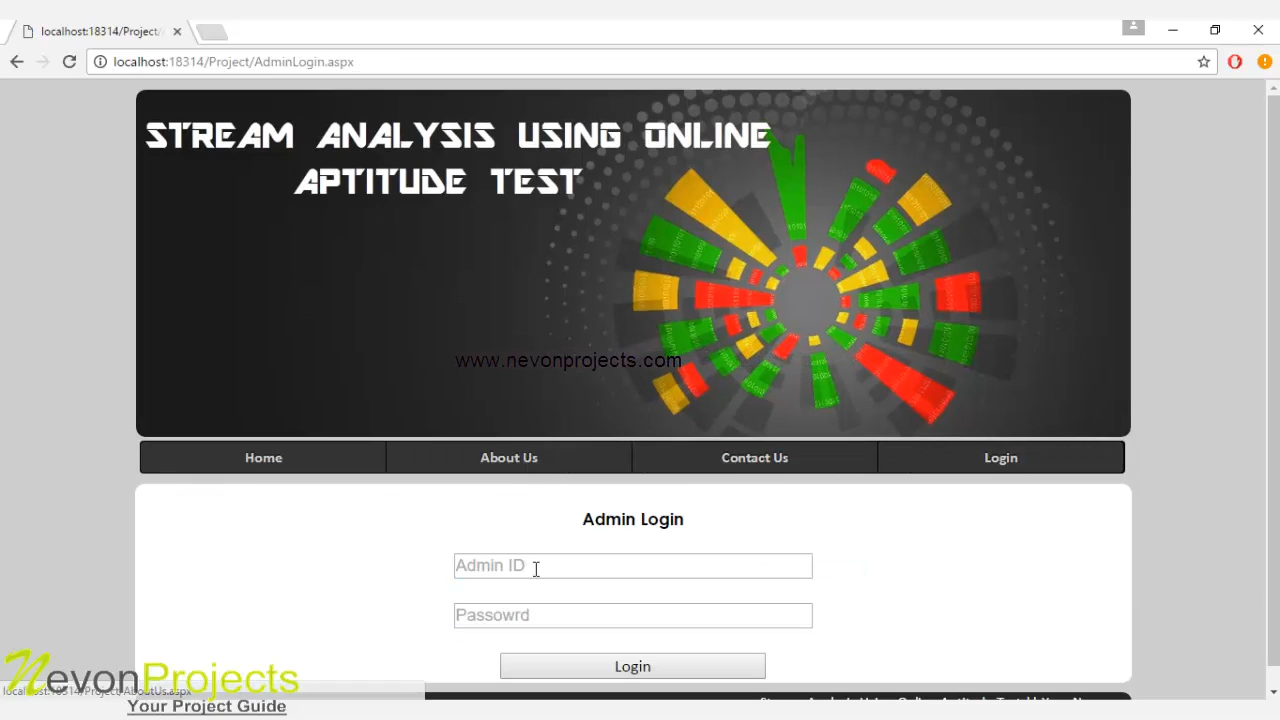 localhost:18314/Project/
localhost:18314/Project/AdminLogin.aspx
STREAM ANALYSIS USING ONLINE
APTITUDE TEST
www.nevonprojects.com
Home
About Us
Contact Us
Login
Admin Login
Admin ID
Passowrd
Login
NevonProjects
localhost:18314/Project/AboutUs.aspx
Your Project Guide